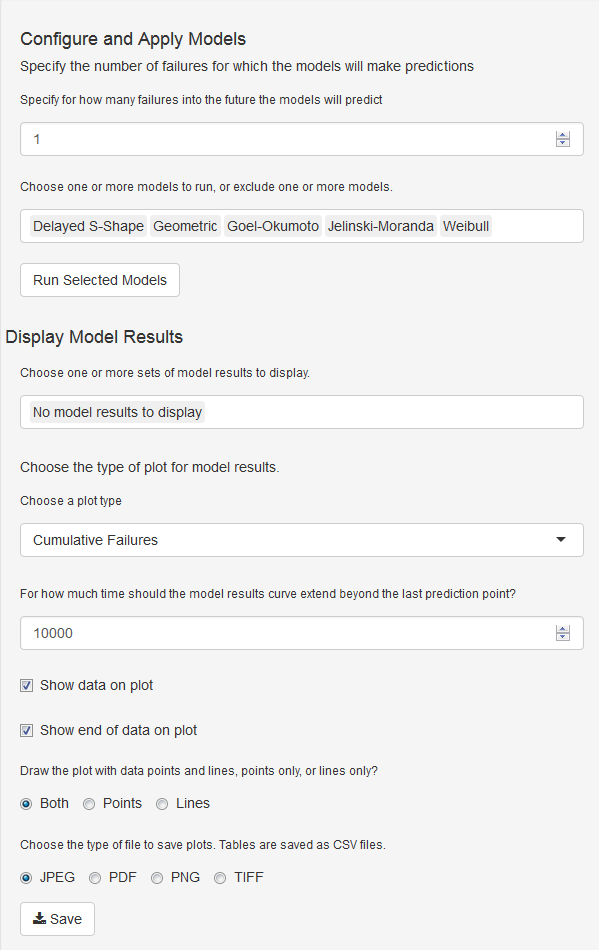 Configure and Apply Models
Specify the number of failures for which the models will make predictions
Specify for how many failures into the future the models will predict
1
Choose one or more models to run, or exclude one or more models.
Delayed S-Shape Geometric Goel-Okumoto Jelinski-Moranda Weibull
Run Selected Models
Display Model Results
Choose one or more sets of model results to display.
No model results to display
Choose the type of plot for model results.
Choose a plot type
Cumulative Failures
For how much time should the model results curve extend beyond the last prediction point?
10000
Show data on plot
Show end of data on plot
Draw the plot with data points and lines, points only, or lines only?
Both Points Lines
Choose the type of file to save plots. Tables are saved as CSV files.
JPEG PDF PNG TIFF
Save